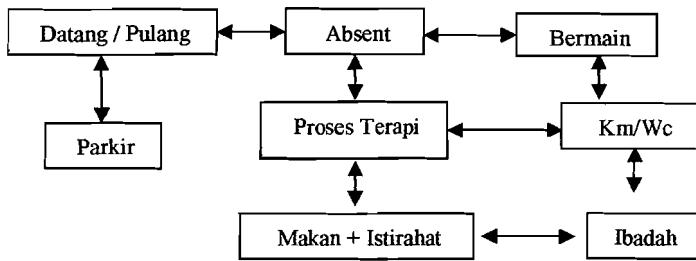 Datang / Pulang
Absent
Bermain
Parkir
Proses Terapi
Km/Wc
Makan + Istirahat
Ibadah